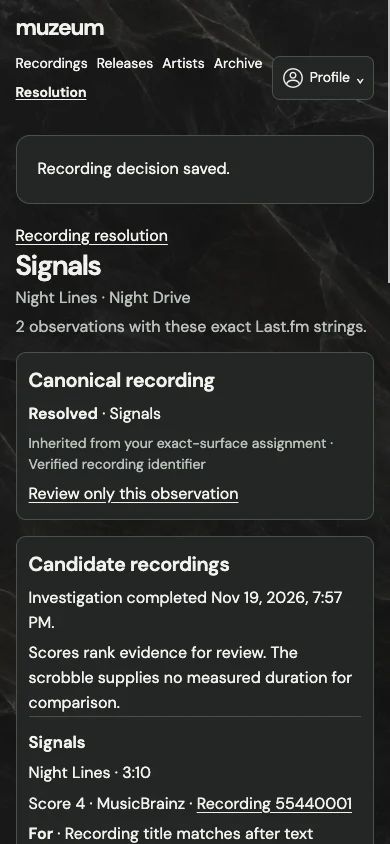 muzeum
Recordings Releases Artists Archive
Resolution
Profile
Recording decision saved.
Recording resolution
Signals
Night Lines · Night Drive
2 observations with these exact Last.fm strings.
Canonical recording
Resolved · Signals
Inherited from your exact-surface assignment ·
Verified recording identifier
Review only this observation
Candidate recordings
Investigation completed Nov 19, 2026, 7:57
PM.
Scores rank evidence for review. The
scrobble supplies no measured duration for
comparison.
Signals
Night Lines · 3:10
Score 4 · MusicBrainz · Recording 55440001
For · Recording title matches after text